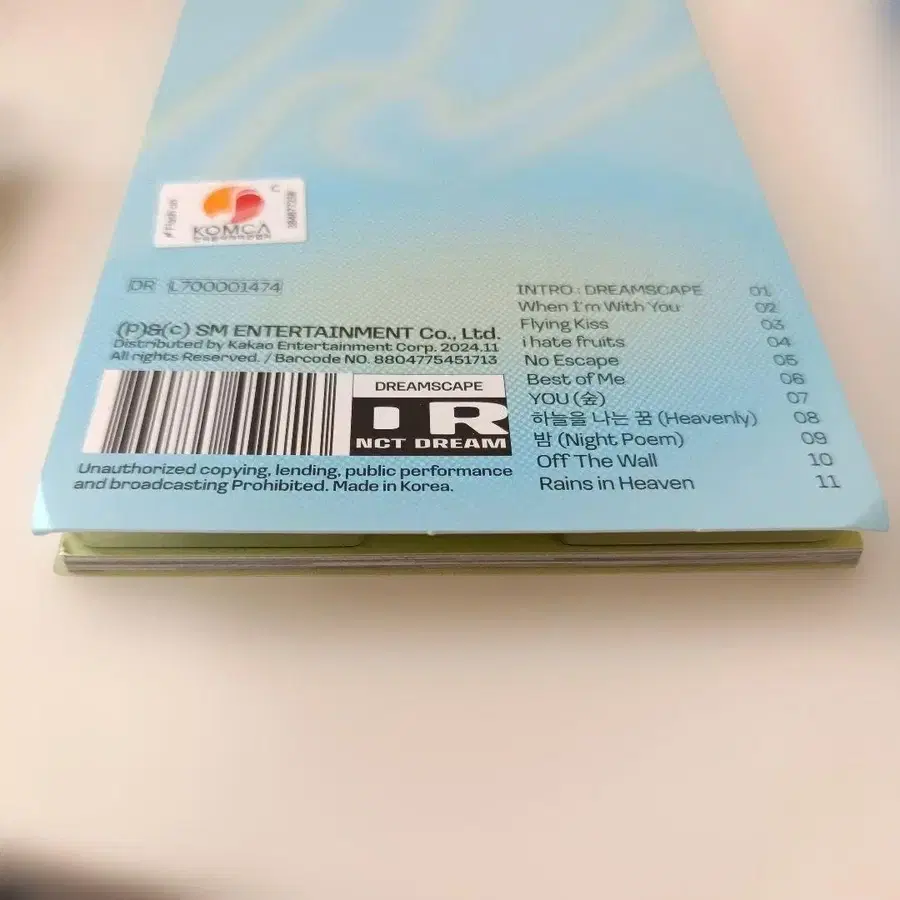 KOMCA
DR L700001474
(P)&(c) SM ENTERTAINMENT Co., Ltd.
Distributed by Kakao Entertainment Corp. 2024.11
All rights Reserved. / Barcode NO. 8804775451713
DREAMSCAPE
NCT DREAM
Unauthorized copying, lending, public performance
and broadcasting Prohibited. Made in Korea.
INTRO : DREAMSCAPE 01
When I'm With You 02
Flying Kiss 03
i hate fruits 04
No Escape 05
Best of Me 06
YOU (숲) 07
하늘을 나는 꿈 (Heavenly) 08
밤 (Night Poem) 09
Off The Wall 10
Rains in Heaven 11